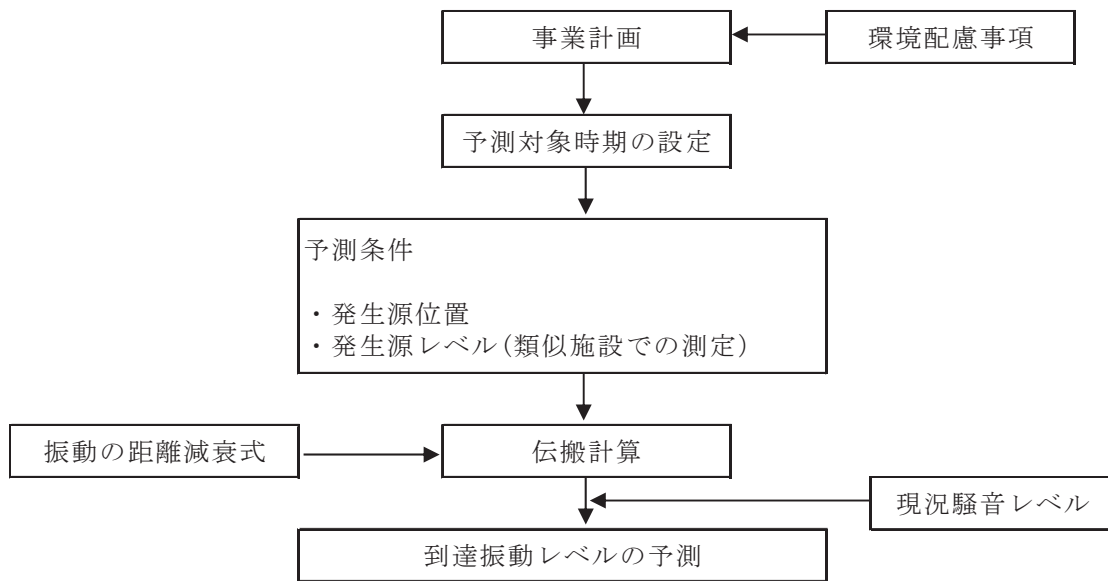 事業計画
環境配慮事項
予測対象時期の設定
予測条件
・発生源位置
・発生源レベル(類似施設での測定)
振動の距離減衰式
伝搬計算
現況騒音レベル
到達振動レベルの予測